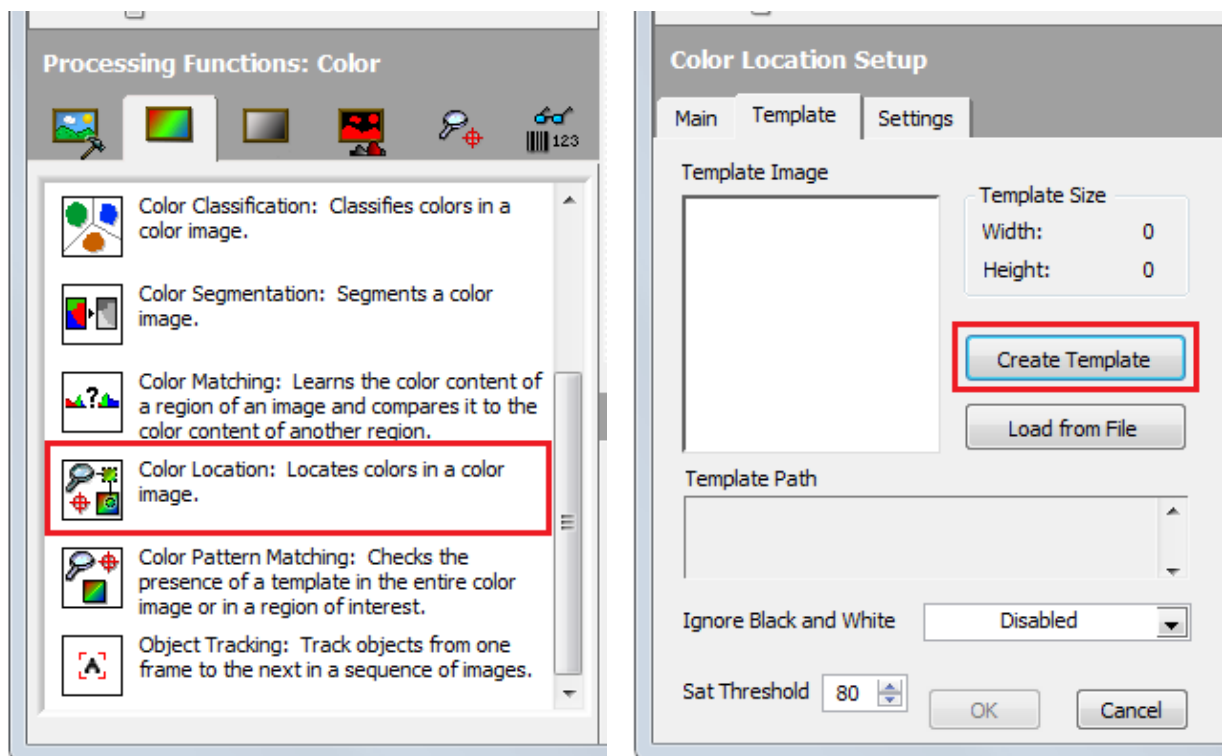 Processing Functions: Color
123
Color Classification: Classifies colors in a
color image.
Color Segmentation: Segments a color
image.
?
Color Matching: Learns the color content of
a region of an image and compares it to the
color content of another region.
Color Location: Locates colors in a color
image.
Color Pattern Matching: Checks the
presence of a template in the entire color
image or in a region of interest.
A
Object Tracking: Track objects from one
frame to the next in a sequence of images.
Color Location Setup
Main Template Settings
Template Image
Template Size
Width: 0
Height: 0
Create Template
Load from File
Template Path
Ignore Black and White Disabled
Sat Threshold 80
OK Cancel